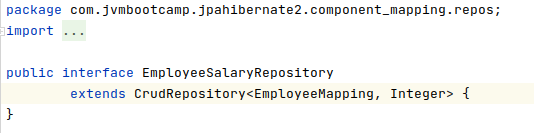 package com.jvmbootcamp.jpahibernate2.component_mapping.repos;
import ...
public interface EmployeeSalaryRepository
extends CrudRepository<EmployeeMapping, Integer> {
}